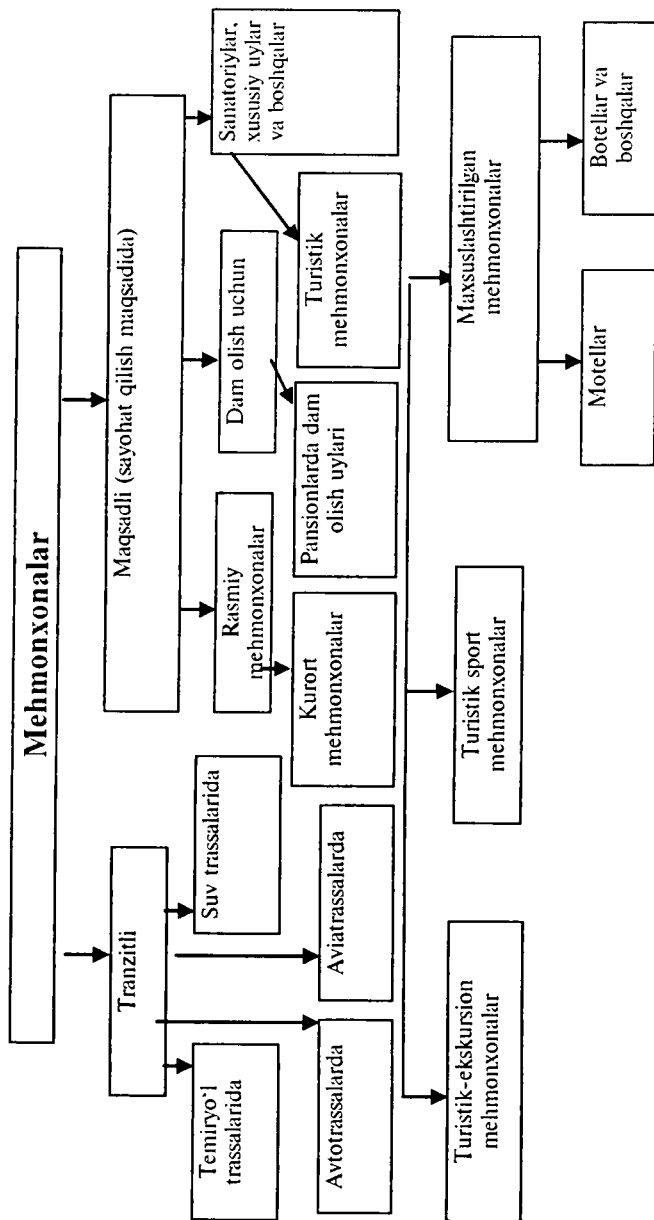 Mehmonxonalar
Tranzitli
Maqsadli (sayohat qilish maqsadida)
Temiryo‘l
trassalarida
Suv trassalarida
Rasmiy
mehmonxonalar
Dam olish uchun
Sanatoriylar,
xususiy uylar
va boshqalar
Avtotrassalarda
Aviatrassalarda
Kurort
mehmonxonalar
Pansionlarda dam
olish uylari
Turistik
mehmonxonalar
Turistik-ekskursion
mehmonxonalar
Turistik sport
mehmonxonalar
Maxsuslashtirilgan
mehmonxonalar
Motellar
Botellar va
boshqalar